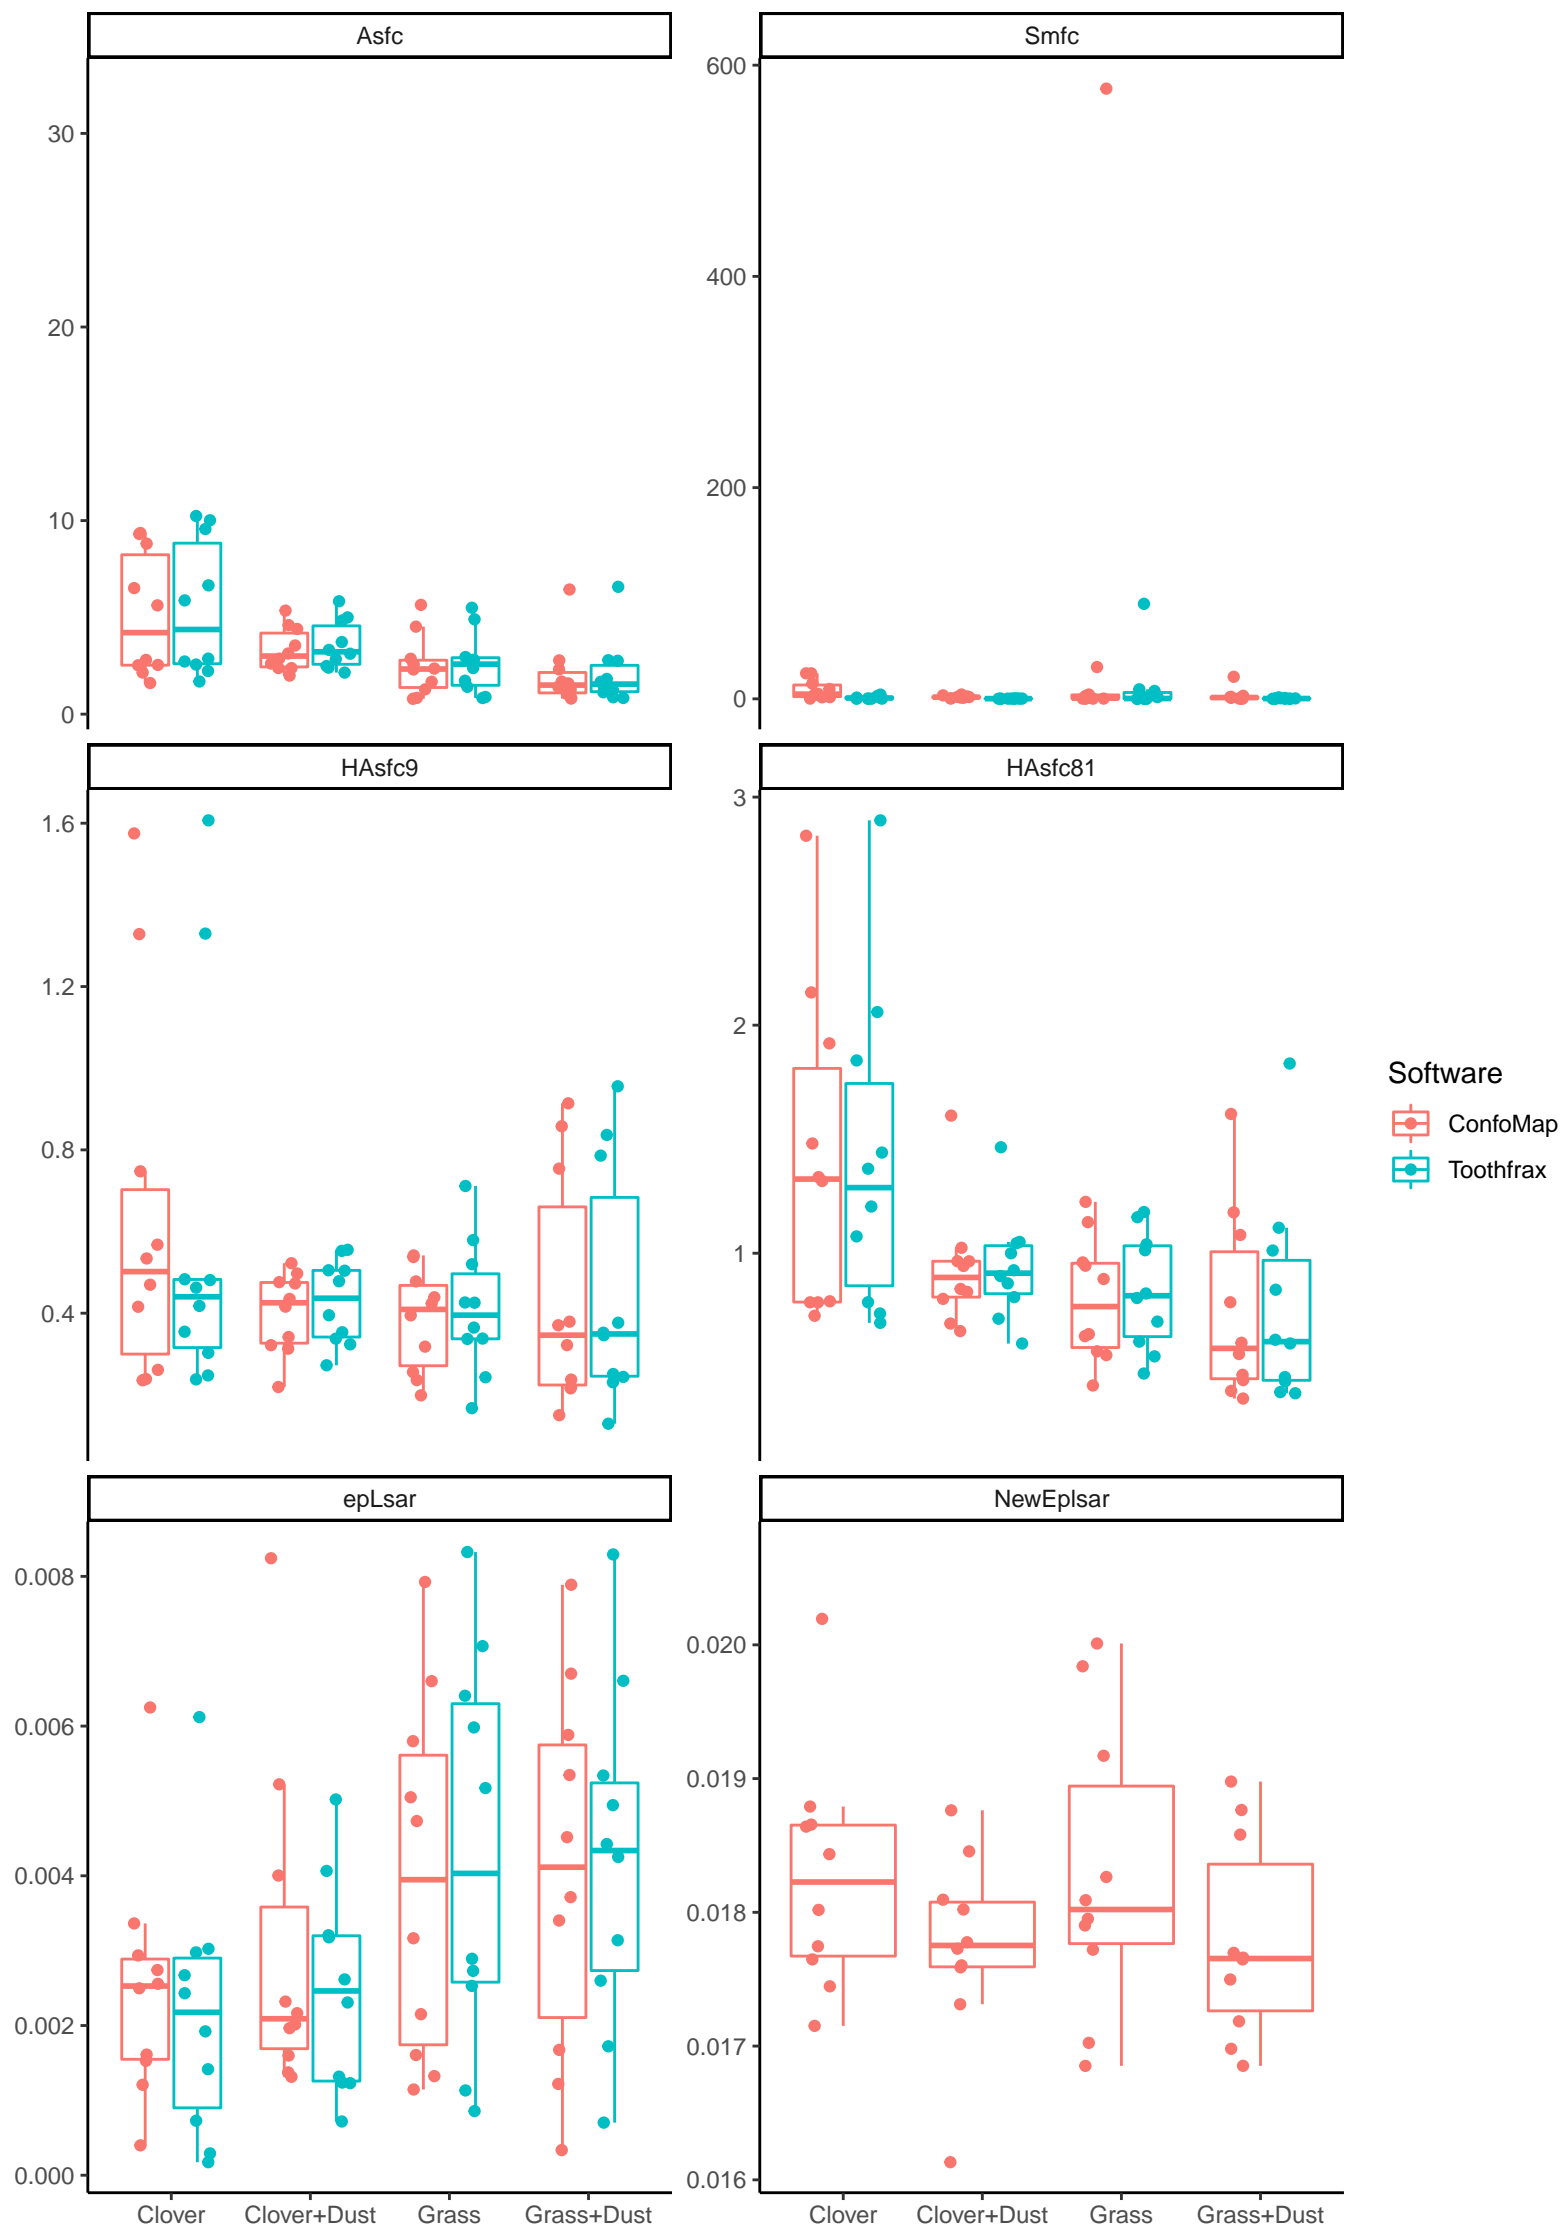 Asfc
Smfc
30
20
10
0
600
400
200
0
HAsfc9
HAsfc81
1.6
1.2
0.8
0.4
3
2
1
Software
ConfoMap
Toothfrax
epLsar
NewEplsar
0.008
0.006
0.004
0.002
0.000
0.020
0.019
0.018
0.017
0.016
Clover Clover+Dust Grass Grass+Dust
Clover Clover+Dust Grass Grass+Dust